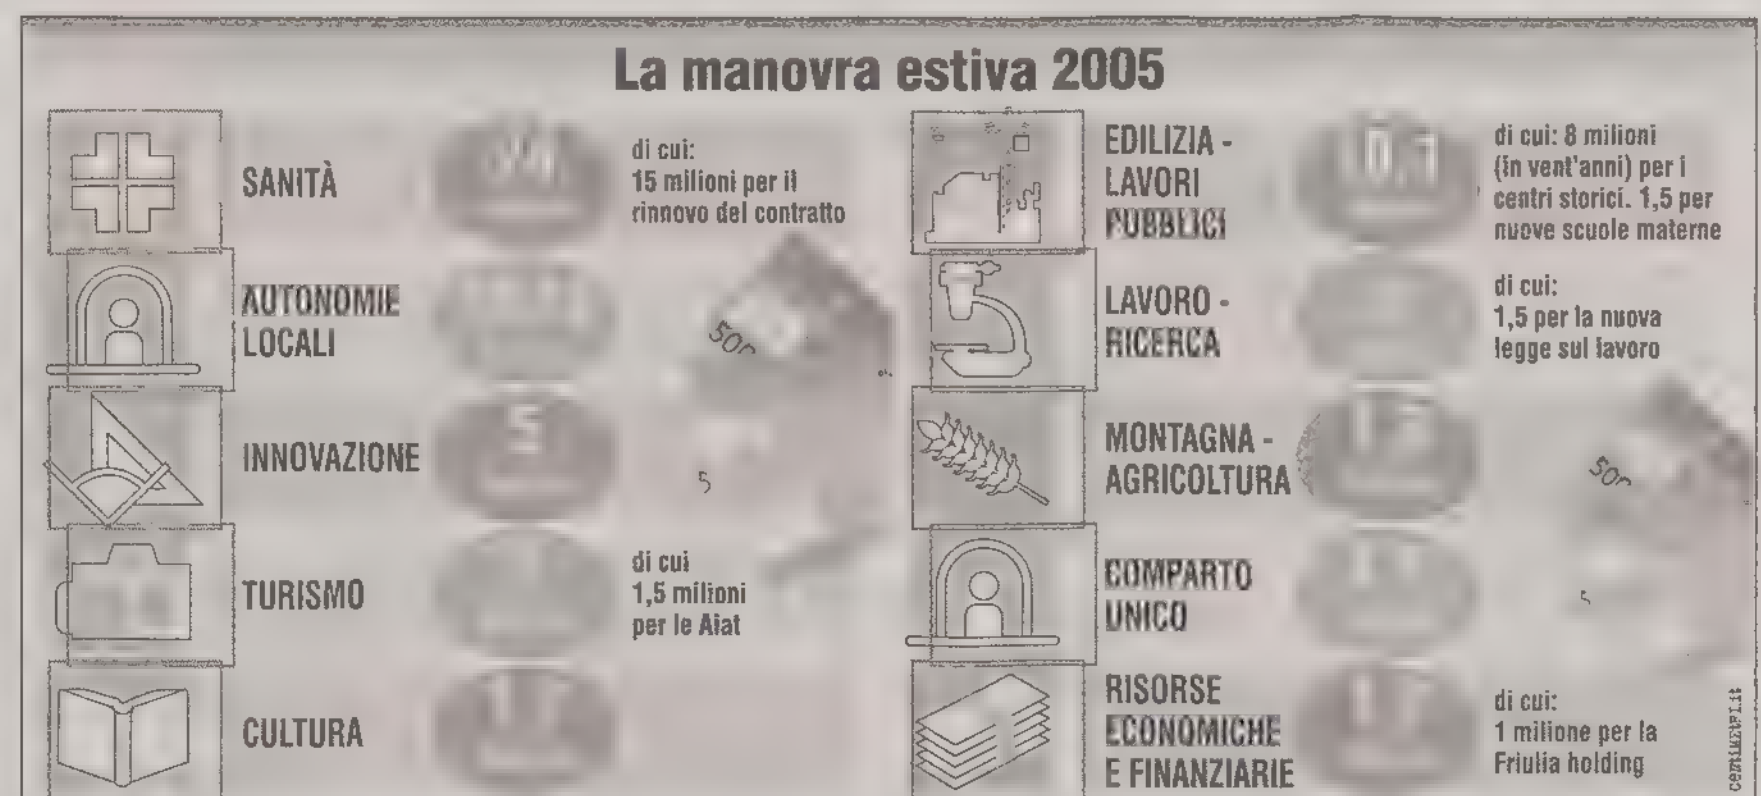 La manovra estiva 2005
SANITÀ
di cui:
15 milioni per il
rinnovo del contratto
AUTONOMIE
LOCALI
INNOVAZIONE
5
TURISMO
di cui
1,5 milioni
per le Aiat
CULTURA
EDILIZIA -
LAVORI
PUBBLICI
di cui: 8 milioni
(in vent'anni) per i
centri storici. 1,5 per
nuove scuole materne
LAVORO -
RICERCA
di cui:
1,5 per la nuova
legge sul lavoro
MONTAGNA -
AGRICOLTURA
COMPARTO
UNICO
RISORSE
ECONOMICHE
E FINANZIARIE
di cui:
1 milione per la
Friulia holding
centimetri.it